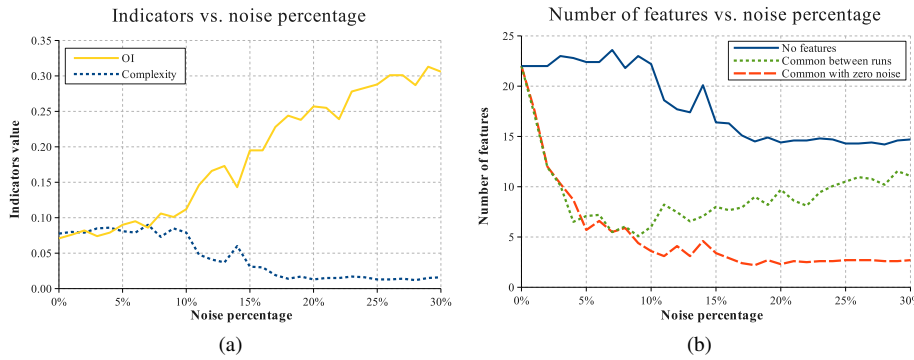 Indicators vs. noise percentage
0.35
0.30
0.25
0.20
0.15
0.10
0.05
0.00
Indicators value
OI
Complexity
0%
5%
10%
15%
20%
25%
30%
Noise percentage
(a)
Number of features vs. noise percentage
25
20
15
10
5
0
Number of features
No features
Common between runs
Common with zero noise
0%
5%
10%
15%
20%
25%
30%
Noise percentage
(b)